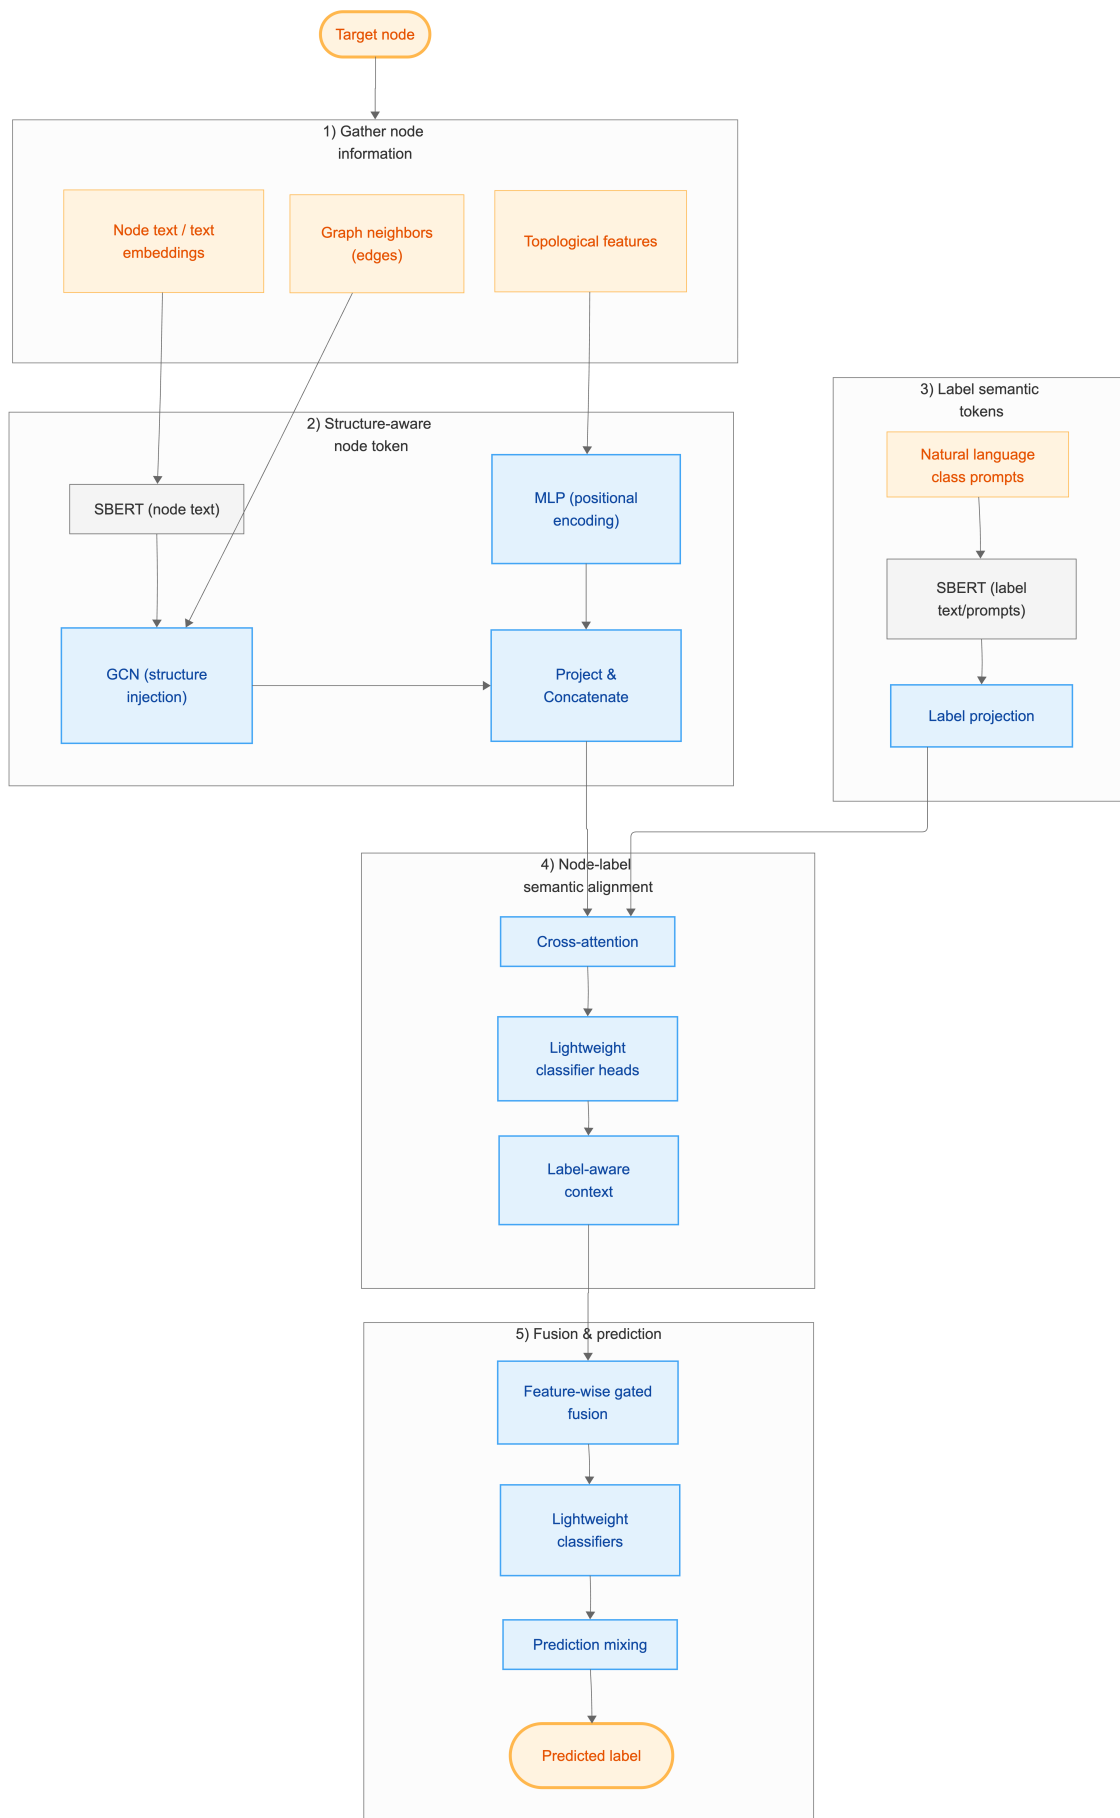 Target node
1) Gather node
information
Node text / text
embeddings
Graph neighbors
(edges)
Topological features
2) Structure-aware
node token
SBERT (node text)
MLP (positional
encoding)
GCN (structure
injection)
Project &
Concatenate
3) Label semantic
tokens
Natural language
class prompts
SBERT (label
text/prompts)
Label projection
4) Node-label
semantic alignment
Cross-attention
Lightweight
classifier heads
Label-aware
context
5) Fusion & prediction
Feature-wise gated
fusion
Lightweight
classifiers
Prediction mixing
Predicted label